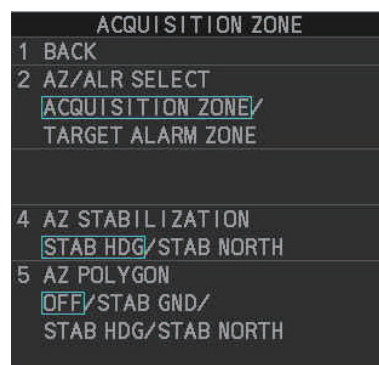 ACQUISITION ZONE
1 BACK
2 AZ/ALR SELECT
ACQUISITION ZONE/
TARGET ALARM ZONE
4 AZ STABILIZATION
STAB HDG/STAB NORTH
5 AZ POLYGON
OFF/STAB GND/
STAB HDG/STAB NORTH